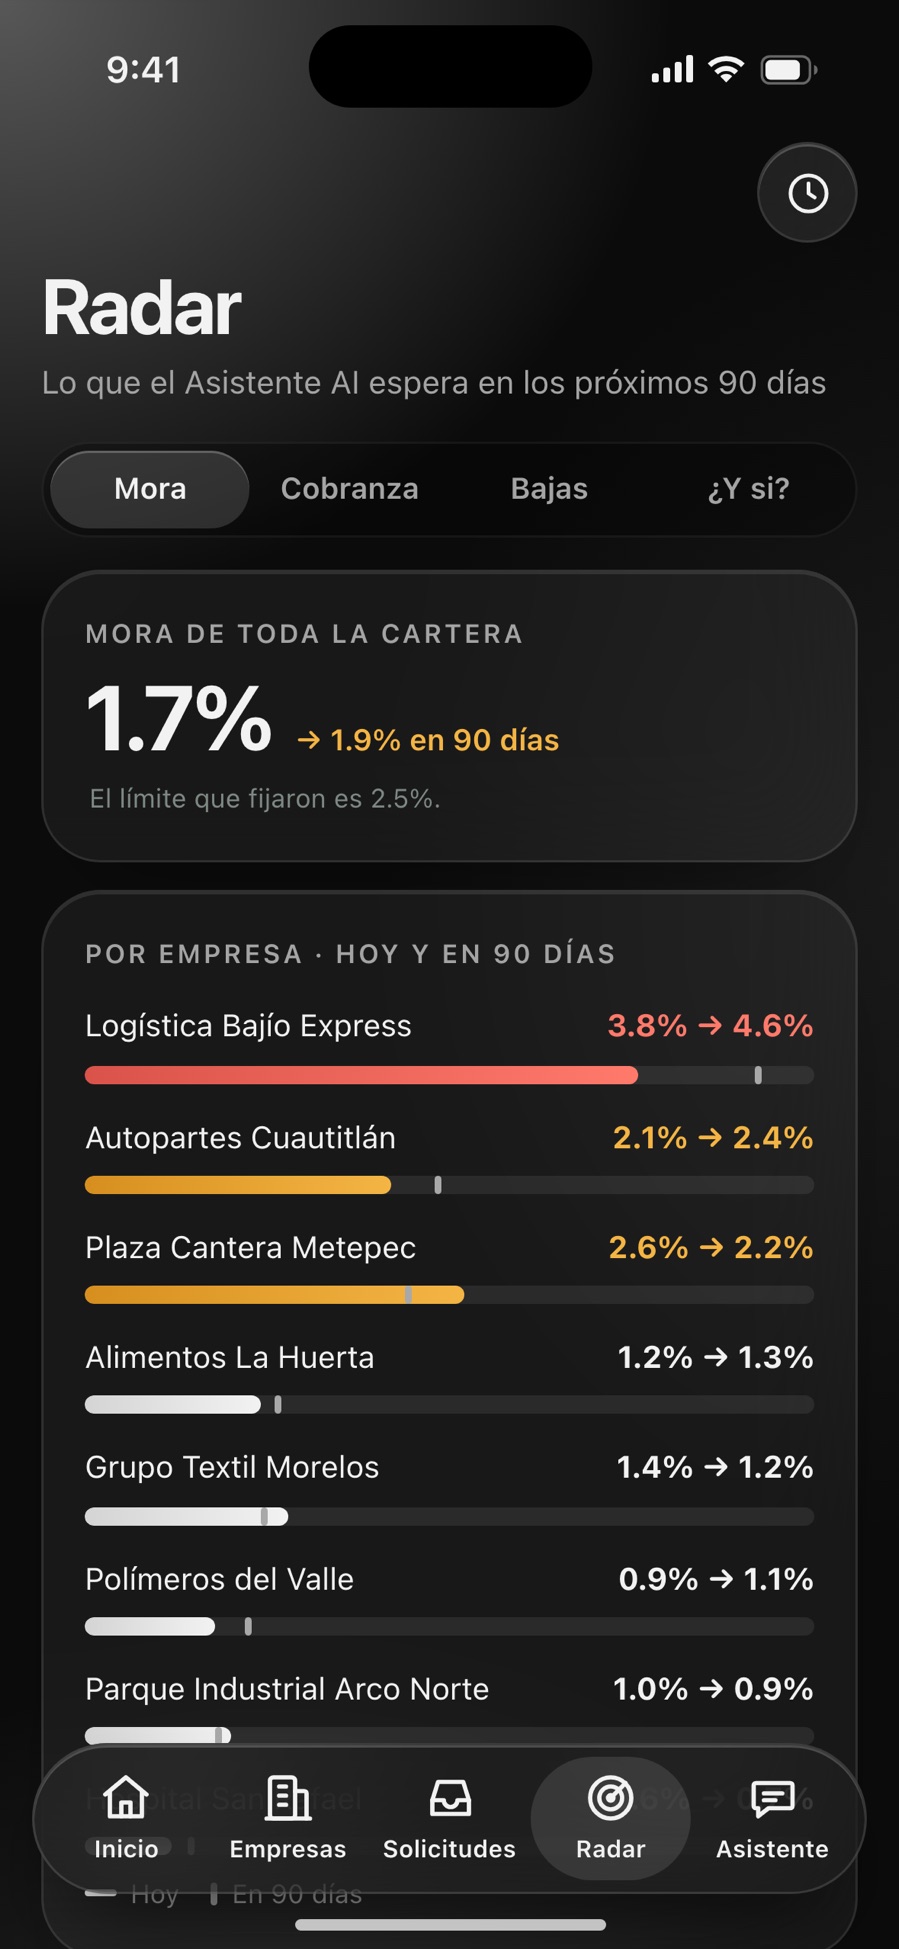 9:41
Radar
Lo que el Asistente AI espera en los próximos 90 días
Mora
Cobranza
Bajas
¿Y si?
MORA DE TODA LA CARTERA
1.7% → 1.9% en 90 días
El límite que fijaron es 2.5%.
POR EMPRESA · HOY Y EN 90 DÍAS
Logística Bajío Express 3.8% → 4.6%
Autopartes Cuautitlán 2.1% → 2.4%
Plaza Cantera Metepec 2.6% → 2.2%
Alimentos La Huerta 1.2% → 1.3%
Grupo Textil Morelos 1.4% → 1.2%
Polímeros del Valle 0.9% → 1.1%
Parque Industrial Arco Norte 1.0% → 0.9%
Inicio
Empresas
Solicitudes
Radar
Asistente
Hoy
En 90 días